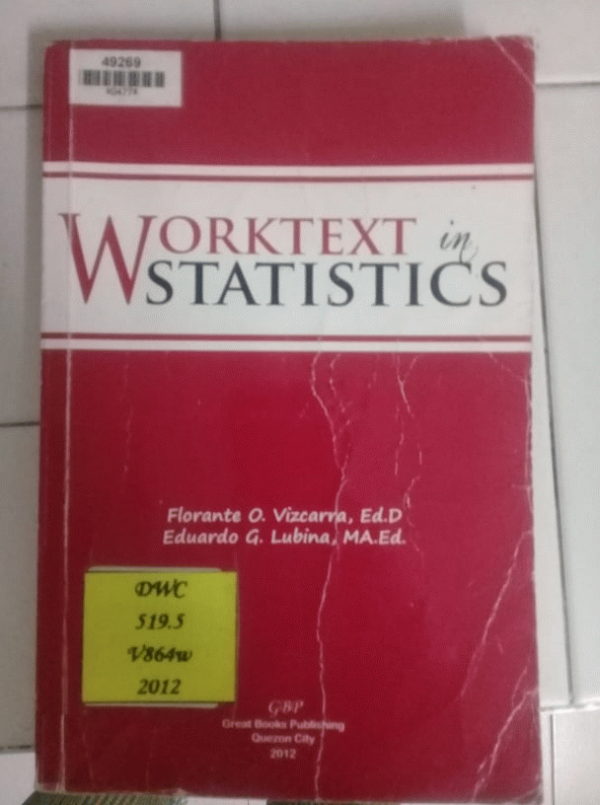 49269
WORKTEXT in
STATISTICS
Florante O. Vizcarra, Ed.D
Eduardo G. Lubina, MA.Ed.
DWC
519.5
V864w
2012
GBP
Great Books Publishing
Quezon City
2012